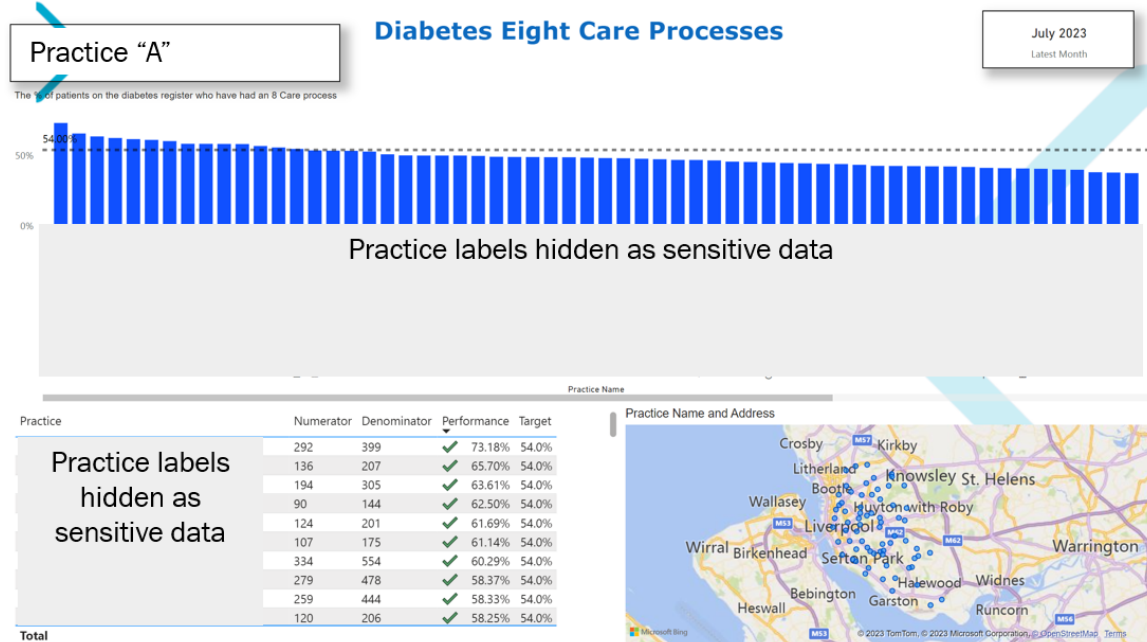 Diabetes Eight Care Processes
Practice “A”
July 2023
Latest Month
The % of patients on the diabetes register who have had an 8 Care process
54.00%
50%
0%
Practice labels hidden as sensitive data
Practice Name
Practice Numerator Denominator Performance Target
292 399 73.18% 54.0%
136 207 65.70% 54.0%
194 305 63.61% 54.0%
90 144 62.50% 54.0%
124 201 61.69% 54.0%
107 175 61.14% 54.0%
334 554 60.29% 54.0%
279 478 58.37% 54.0%
259 444 58.33% 54.0%
120 206 58.25% 54.0%
Practice labels
hidden as
sensitive data
Total
Practice Name and Address
Crosby M57 Kirkby
Litherland Knowsley St. Helens
Bootle
Wallasey Huyton with Roby
M53 Liverpool M62
M62
Wirral Birkenhead Sefton Park Warrington
Halewood Widnes
Bebington Garston
Heswall Runcorn
M53 M56
Microsoft Bing © 2023 TomTom, © 2023 Microsoft Corporation, © OpenStreetMap Terms